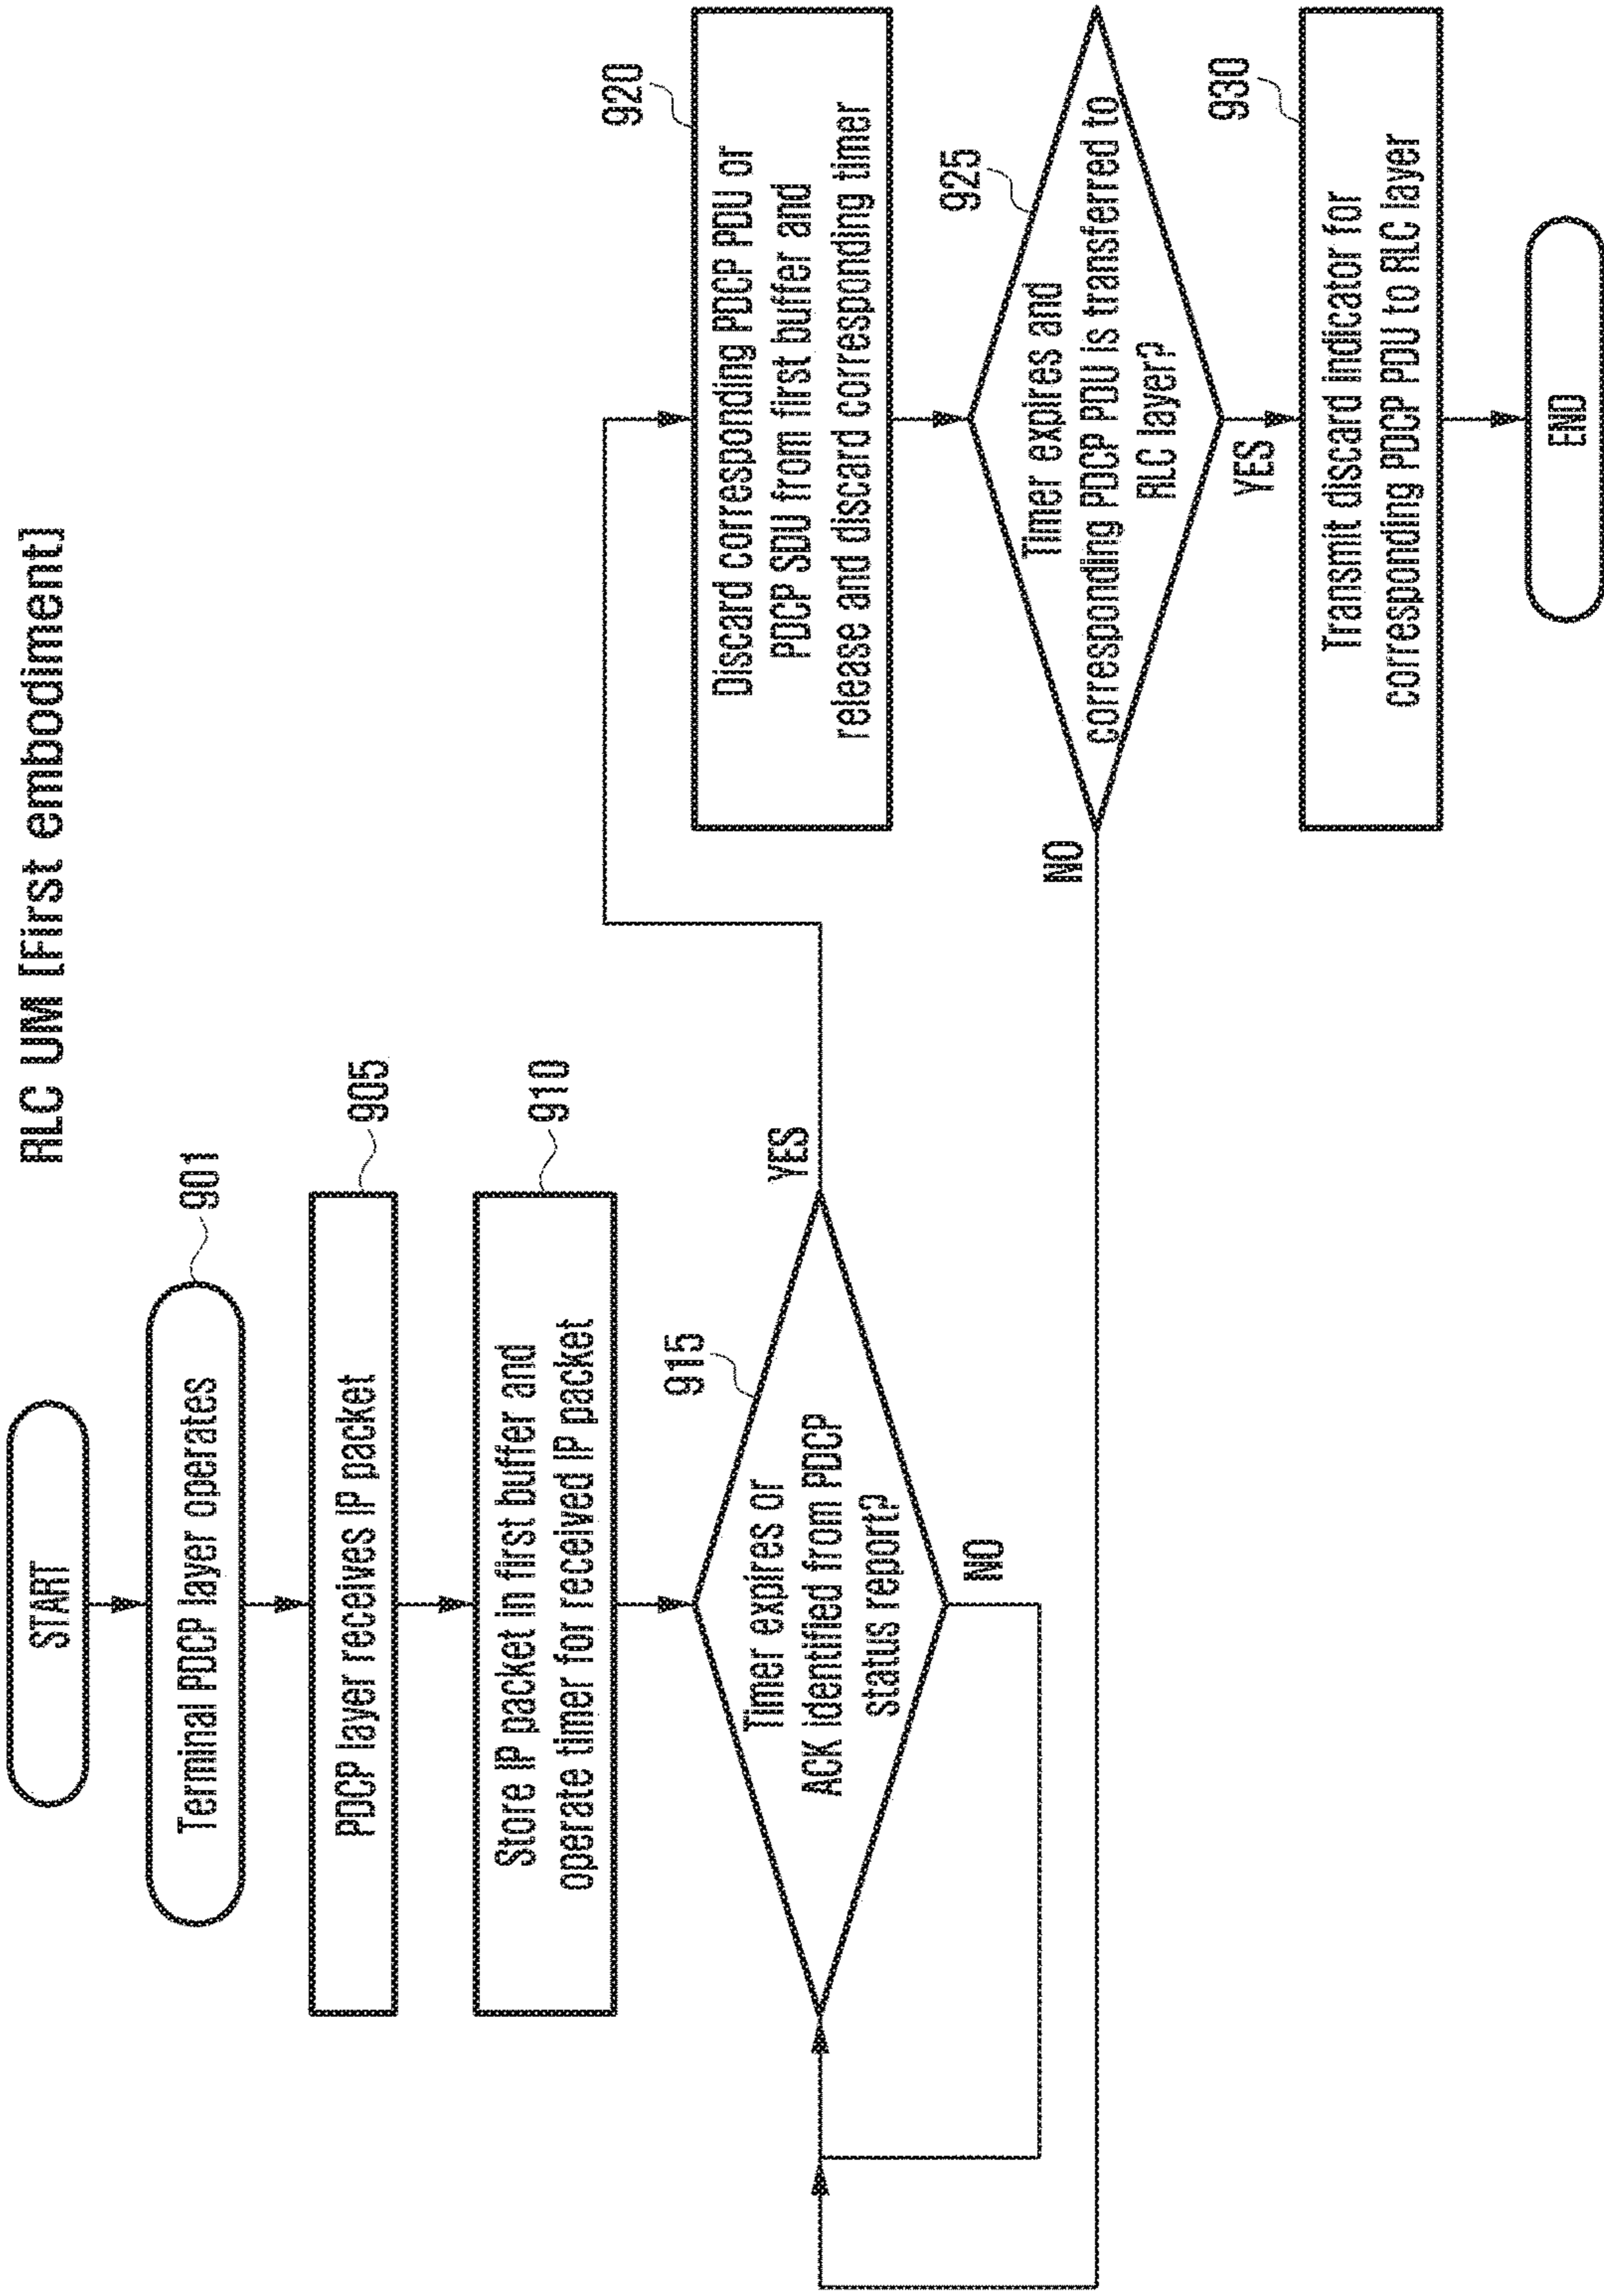 RLC UM [First embodiment]
START
Terminal PDCP layer operates
901
PDCP layer receives IP packet
905
Store IP packet in first buffer and
operate timer for received IP packet
910
Timer expires or
ACK identified from PDCP
status report?
915
YES
NO
Discard corresponding PDCP PDU or
PDCP SDU from first buffer and
release and discard corresponding timer
920
Timer expires and
corresponding PDCP PDU is transferred to
RLC layer?
925
NO
YES
Transmit discard indicator for
corresponding PDCP PDU to RLC layer
930
END